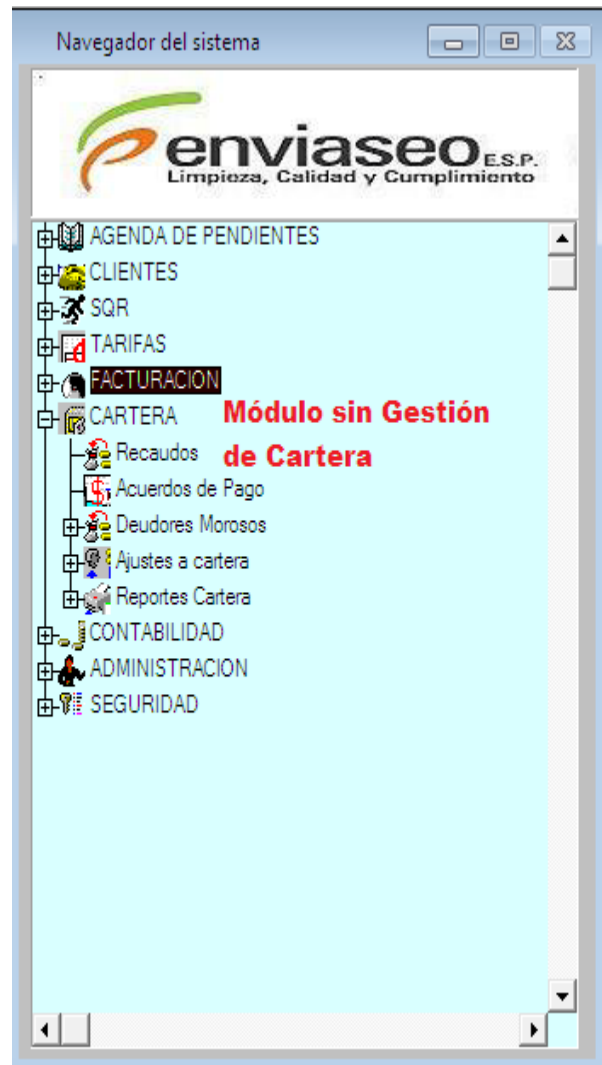 Navegador del sistema
enviaseo E.S.P.
Limpieza, Calidad y Cumplimiento
AGENDA DE PENDIENTES
CLIENTES
SQR
TARIFAS
FACTURACION
CARTERA
Módulo sin Gestión
de Cartera
Recaudos
Acuerdos de Pago
Deudores Morosos
Ajustes a cartera
Reportes Cartera
CONTABILIDAD
ADMINISTRACION
SEGURIDAD